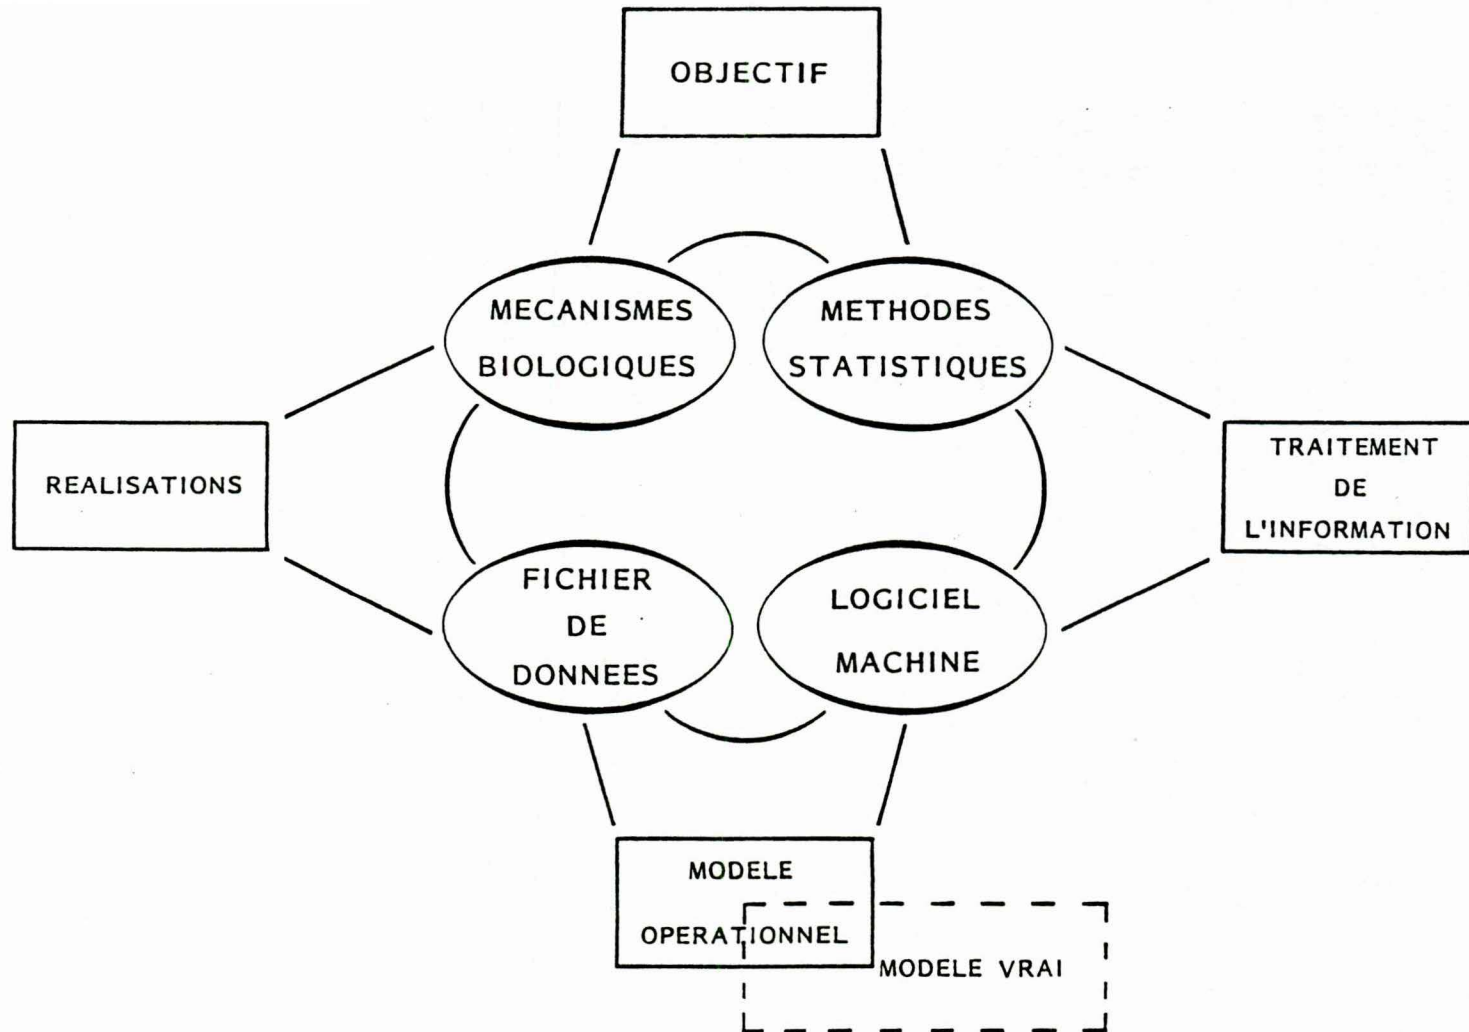 OBJECTIF
MECANISMES
BIOLOGIQUES
METHODES
STATISTIQUES
REALISATIONS
TRAITEMENT
DE
L'INFORMATION
FICHIER
DE
DONNEES
LOGICIEL
MACHINE
MODELE
OPERATIONNEL
MODELE VRAI